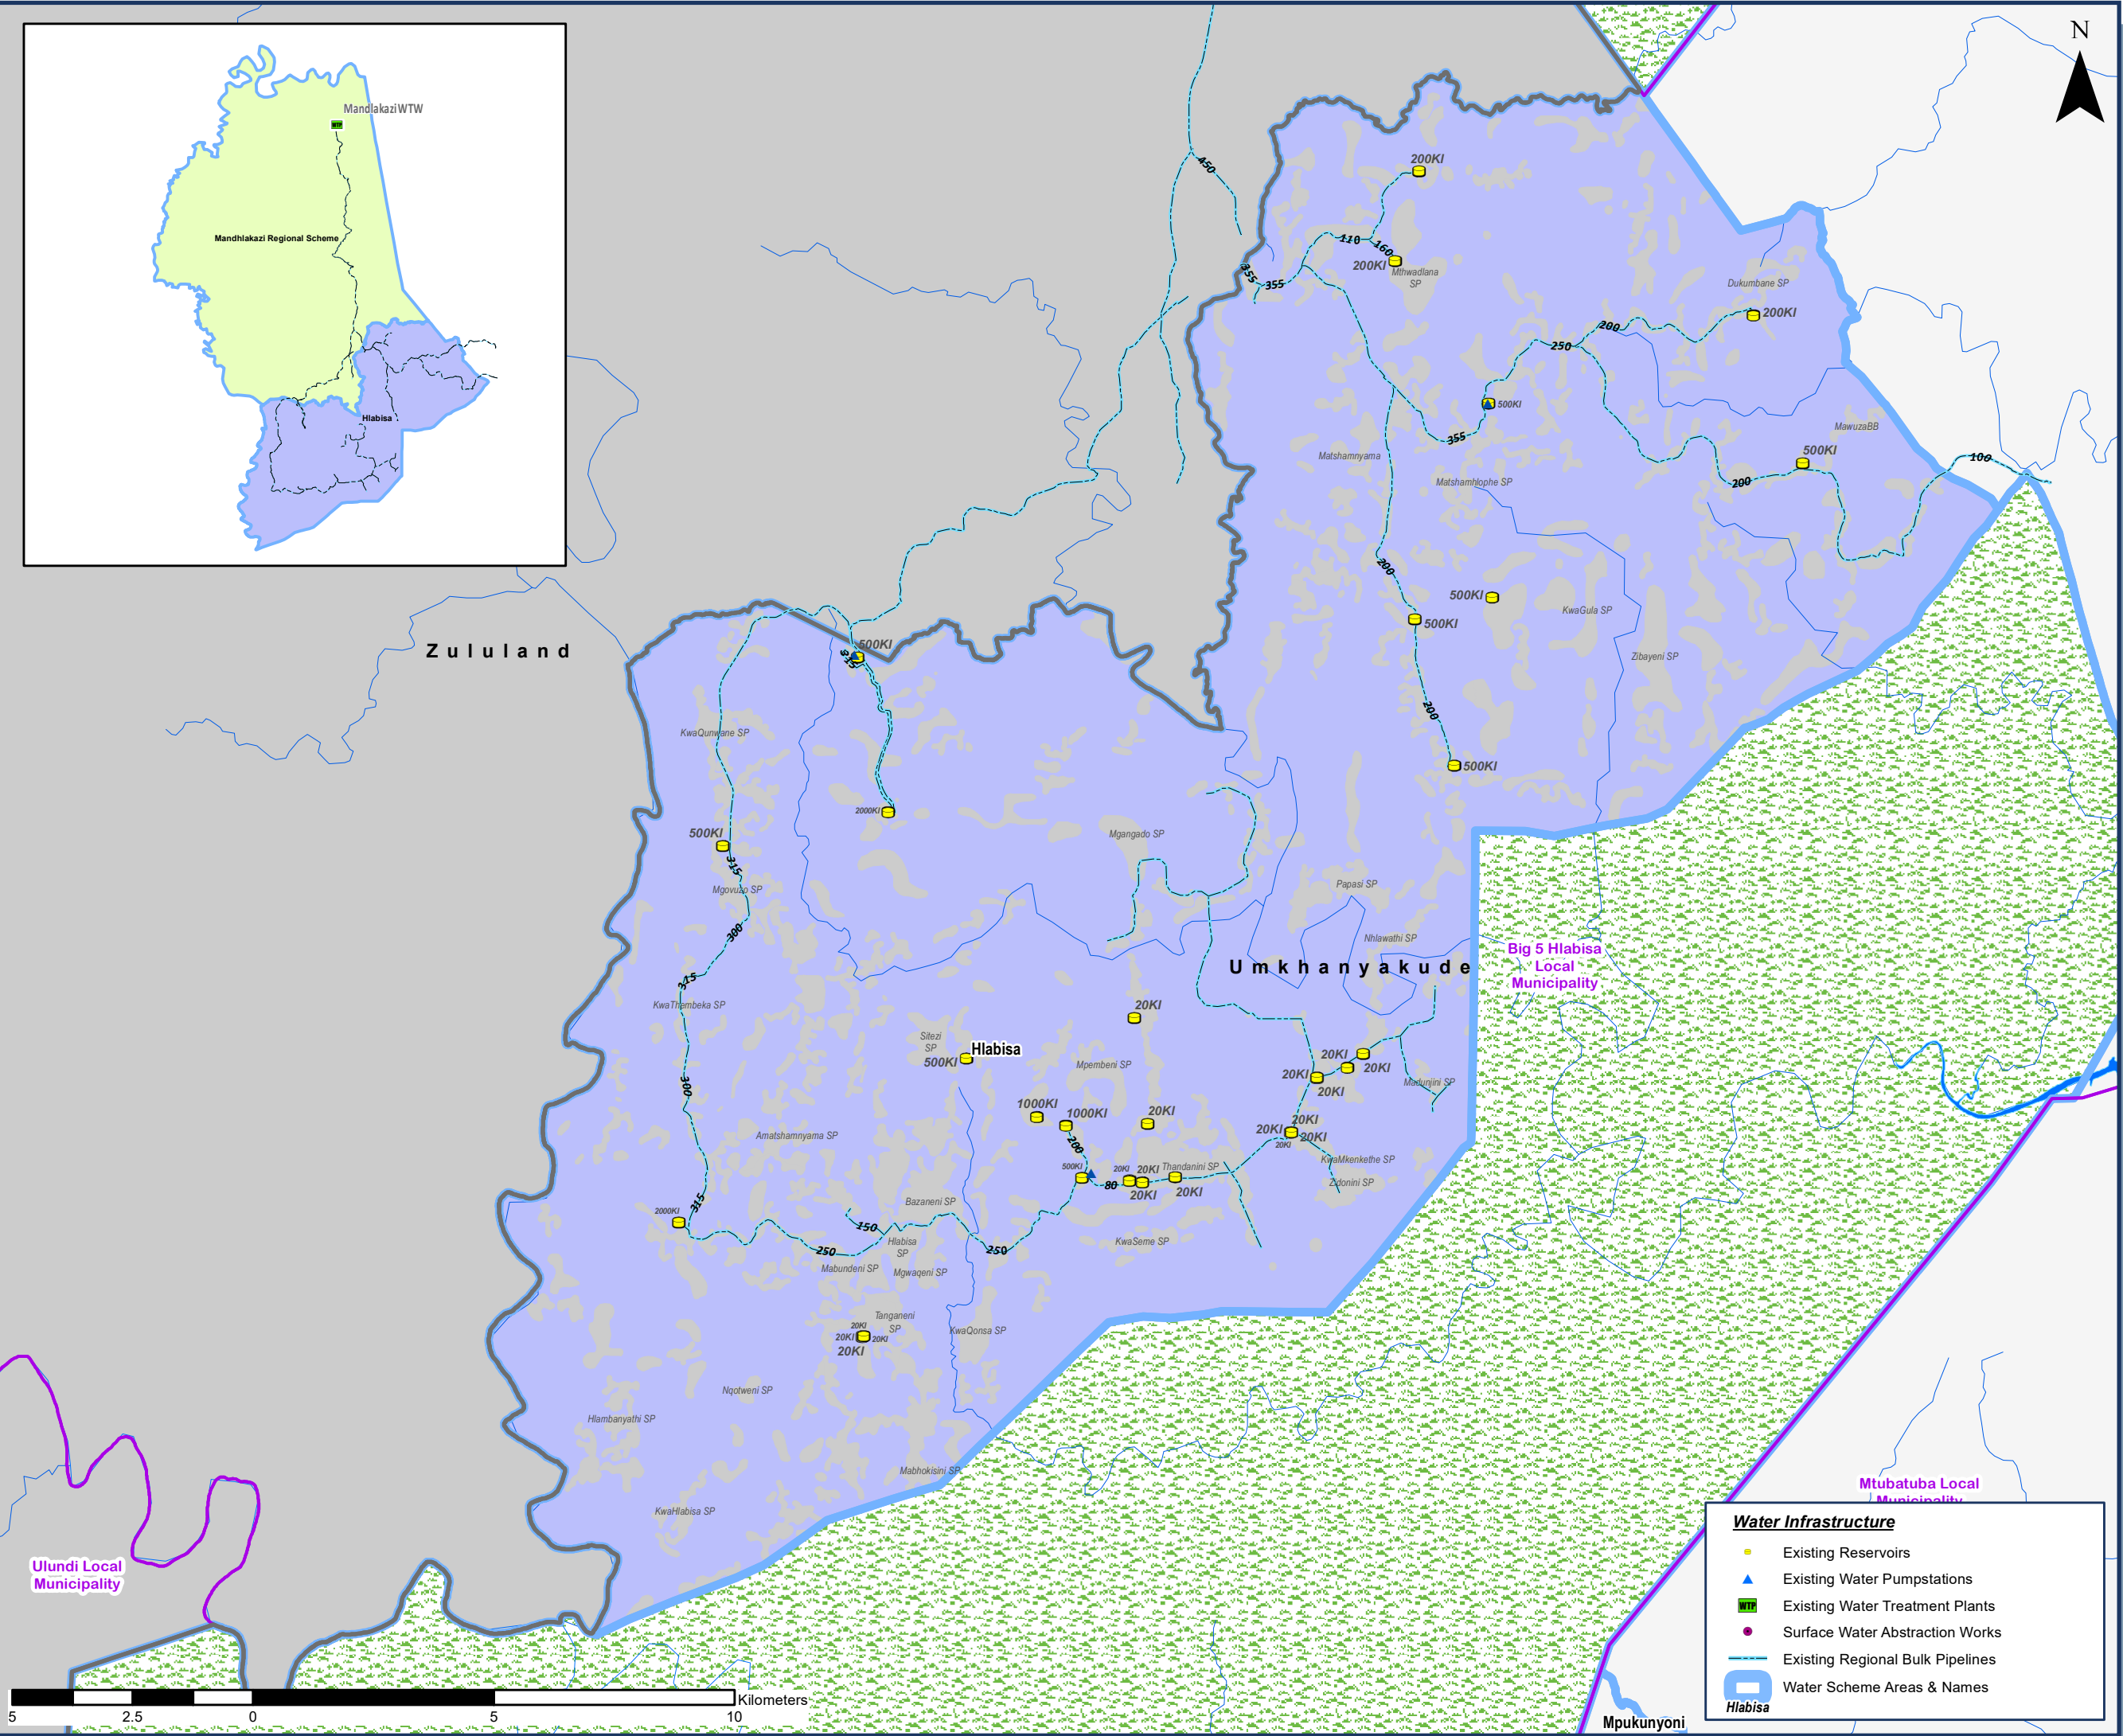 N
Mandlakazi WTW
WTP
Mandhlakazi Regional Scheme
Hlabisa
450
200Kl
110
160
200Kl
Mthwadlana
SP
355
355
Dukumbane SP
200Kl
200
250
500Kl
355
MawuzaBB
Matshamnyama
500Kl
100
Matshamhlophe SP
200
200
500Kl
KwaGula SP
500Kl
Zululand
500Kl
315
Zibayeni SP
200
KwaQunwane SP
500Kl
2000Kl
500Kl
Mgangado SP
315
Mgovuzo SP
Papasi SP
300
Nhlawathi SP
Umkhanyakude
Big 5 Hlabisa
Local
Municipality
315
KwaThembeka SP
20Kl
Sitezi
SP
Hlabisa
500Kl
Mpembeni SP
20Kl
20Kl
20Kl
20Kl
Madunjini SP
300
1000Kl
1000Kl
20Kl
20Kl
20Kl
20Kl
20Kl
Amatshamnyama SP
200
KwaMkenkethe SP
500Kl
20Kl
20Kl
Thandanini SP
80
20Kl
20Kl
Zidonini SP
315
2000Kl
Bazaneni SP
150
Hlabisa
SP
250
250
KwaSeme SP
Mabundeni SP
Mgwaqeni SP
Tanganeni
SP
20Kl
20Kl
20Kl
20Kl
KwaQonsa SP
Nqotweni SP
Hlambanyathi SP
Mabhokisini SP
KwaHlabisa SP
Mtubatuba Local
Municipality
Ulundi Local
Municipality
Water Infrastructure
Existing Reservoirs
Existing Water Pumpstations
WTP
Existing Water Treatment Plants
Surface Water Abstraction Works
Existing Regional Bulk Pipelines
Water Scheme Areas & Names
Hlabisa
Kilometers
5 2.5 0 5 10
Mpukunyoni